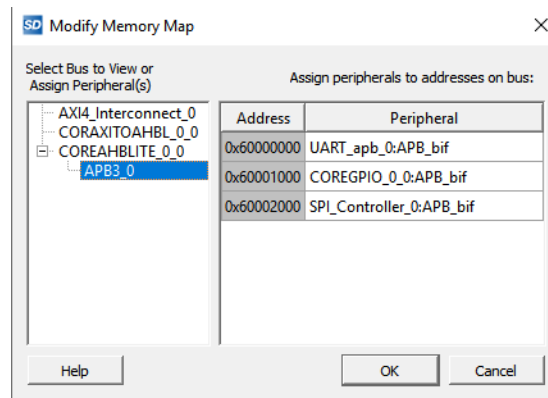 SD Modify Memory Map
Select Bus to View or
Assign Peripheral(s)
Assign peripherals to addresses on bus:
AXI4_Interconnect_0
CORAXITOAHBL_0_0
COREAHBLITE_0_0
APB3_0
Address Peripheral
0x60000000 UART_apb_0:APB_bif
0x60001000 COREGPIO_0_0:APB_bif
0x60002000 SPI_Controller_0:APB_bif
Help OK Cancel